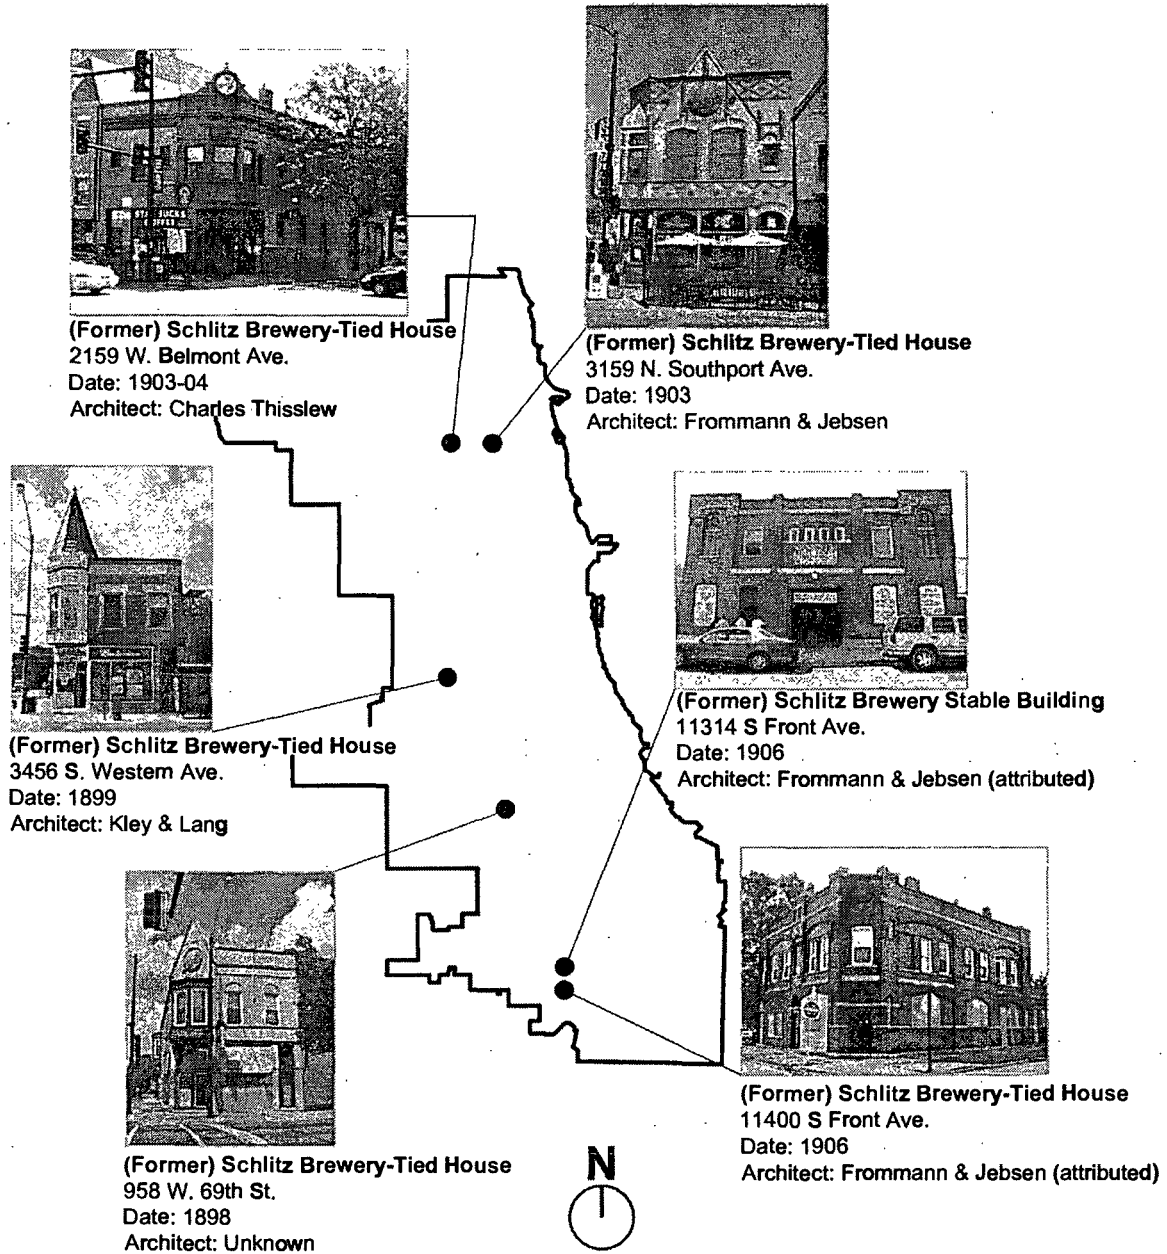 (Former) Schlitz Brewery-Tied House
2159 W. Belmont Ave.
Date: 1903-04
Architect: Charles Thisslew
(Former) Schlitz Brewery-Tied House
3159 N. Southport Ave.
Date: 1903
Architect: Frommann & Jebsen
(Former) Schlitz Brewery-Tied House
3456 S. Western Ave.
Date: 1899
Architect: Kley & Lang
(Former) Schlitz Brewery Stable Building
11314 S Front Ave.
Date: 1906
Architect: Frommann & Jebsen (attributed)
(Former) Schlitz Brewery-Tied House
958 W. 69th St.
Date: 1898
Architect: Unknown
(Former) Schlitz Brewery-Tied House
11400 S Front Ave.
Date: 1906
Architect: Frommann & Jebsen (attributed)
N